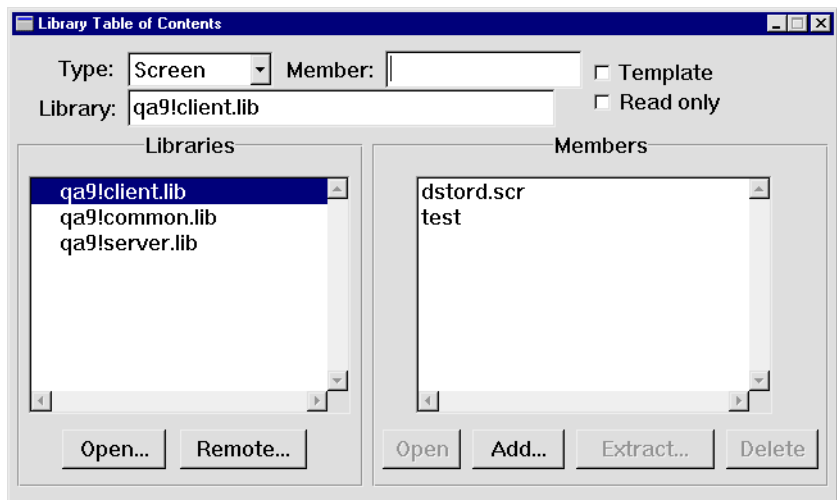 Library Table of Contents
Type: Screen Member: Template
Library: qa9!client.lib Read only
Libraries
qa9!client.lib
qa9!common.lib
qa9!server.lib
Open... Remote...
Members
dstord.scr
test
Open Add... Extract... Delete